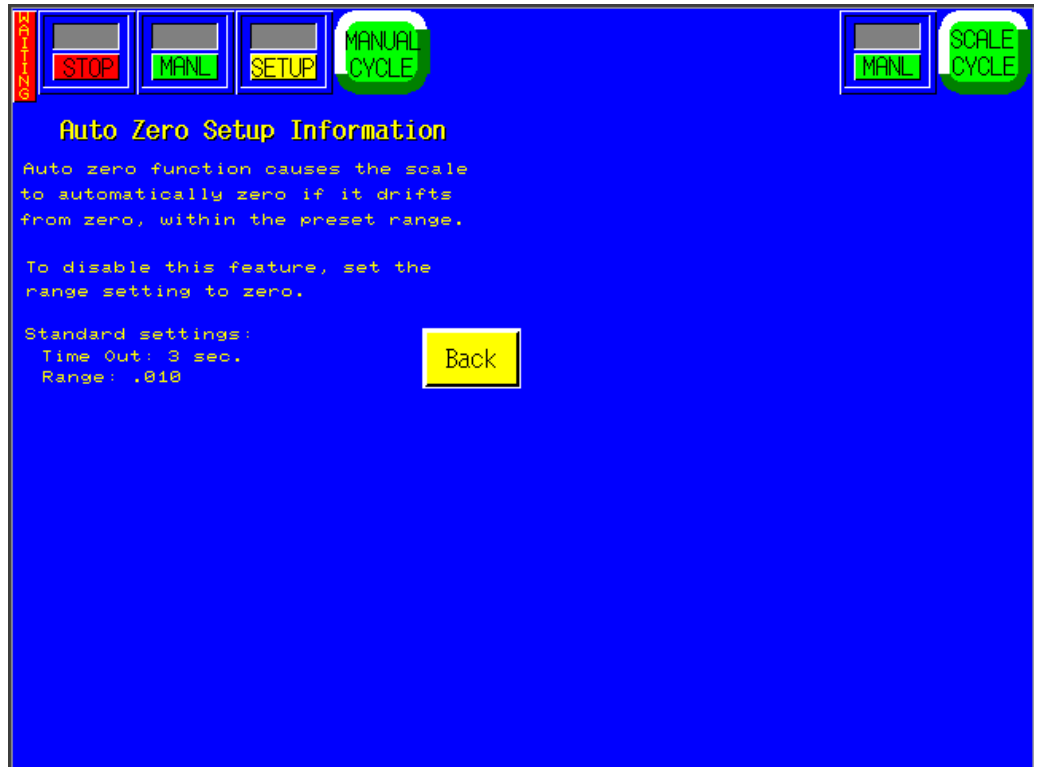 WAITING
STOP
MANL
SETUP
MANUAL
CYCLE
MANL
SCALE
CYCLE
Auto Zero Setup Information
Auto zero function causes the scale
to automatically zero if it drifts
from zero, within the preset range.
To disable this feature, set the
range setting to zero.
Standard settings:
Time Out: 3 sec.
Range: .010
Back